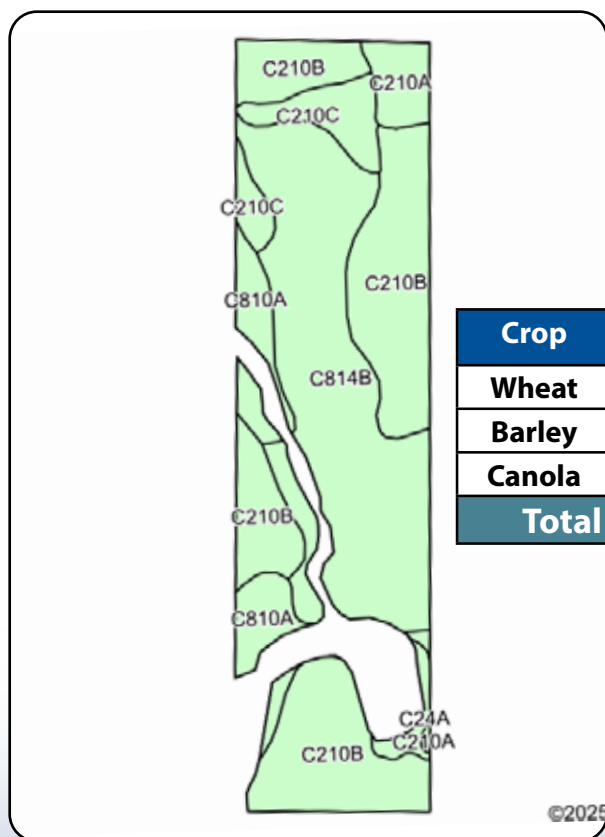 C210B
C210A
C210C
C210C
C210B
C810A
C814B
C210B
C810A
C24A
C210A
C210B
Crop
Wheat
Barley
Canola
Total
©2025